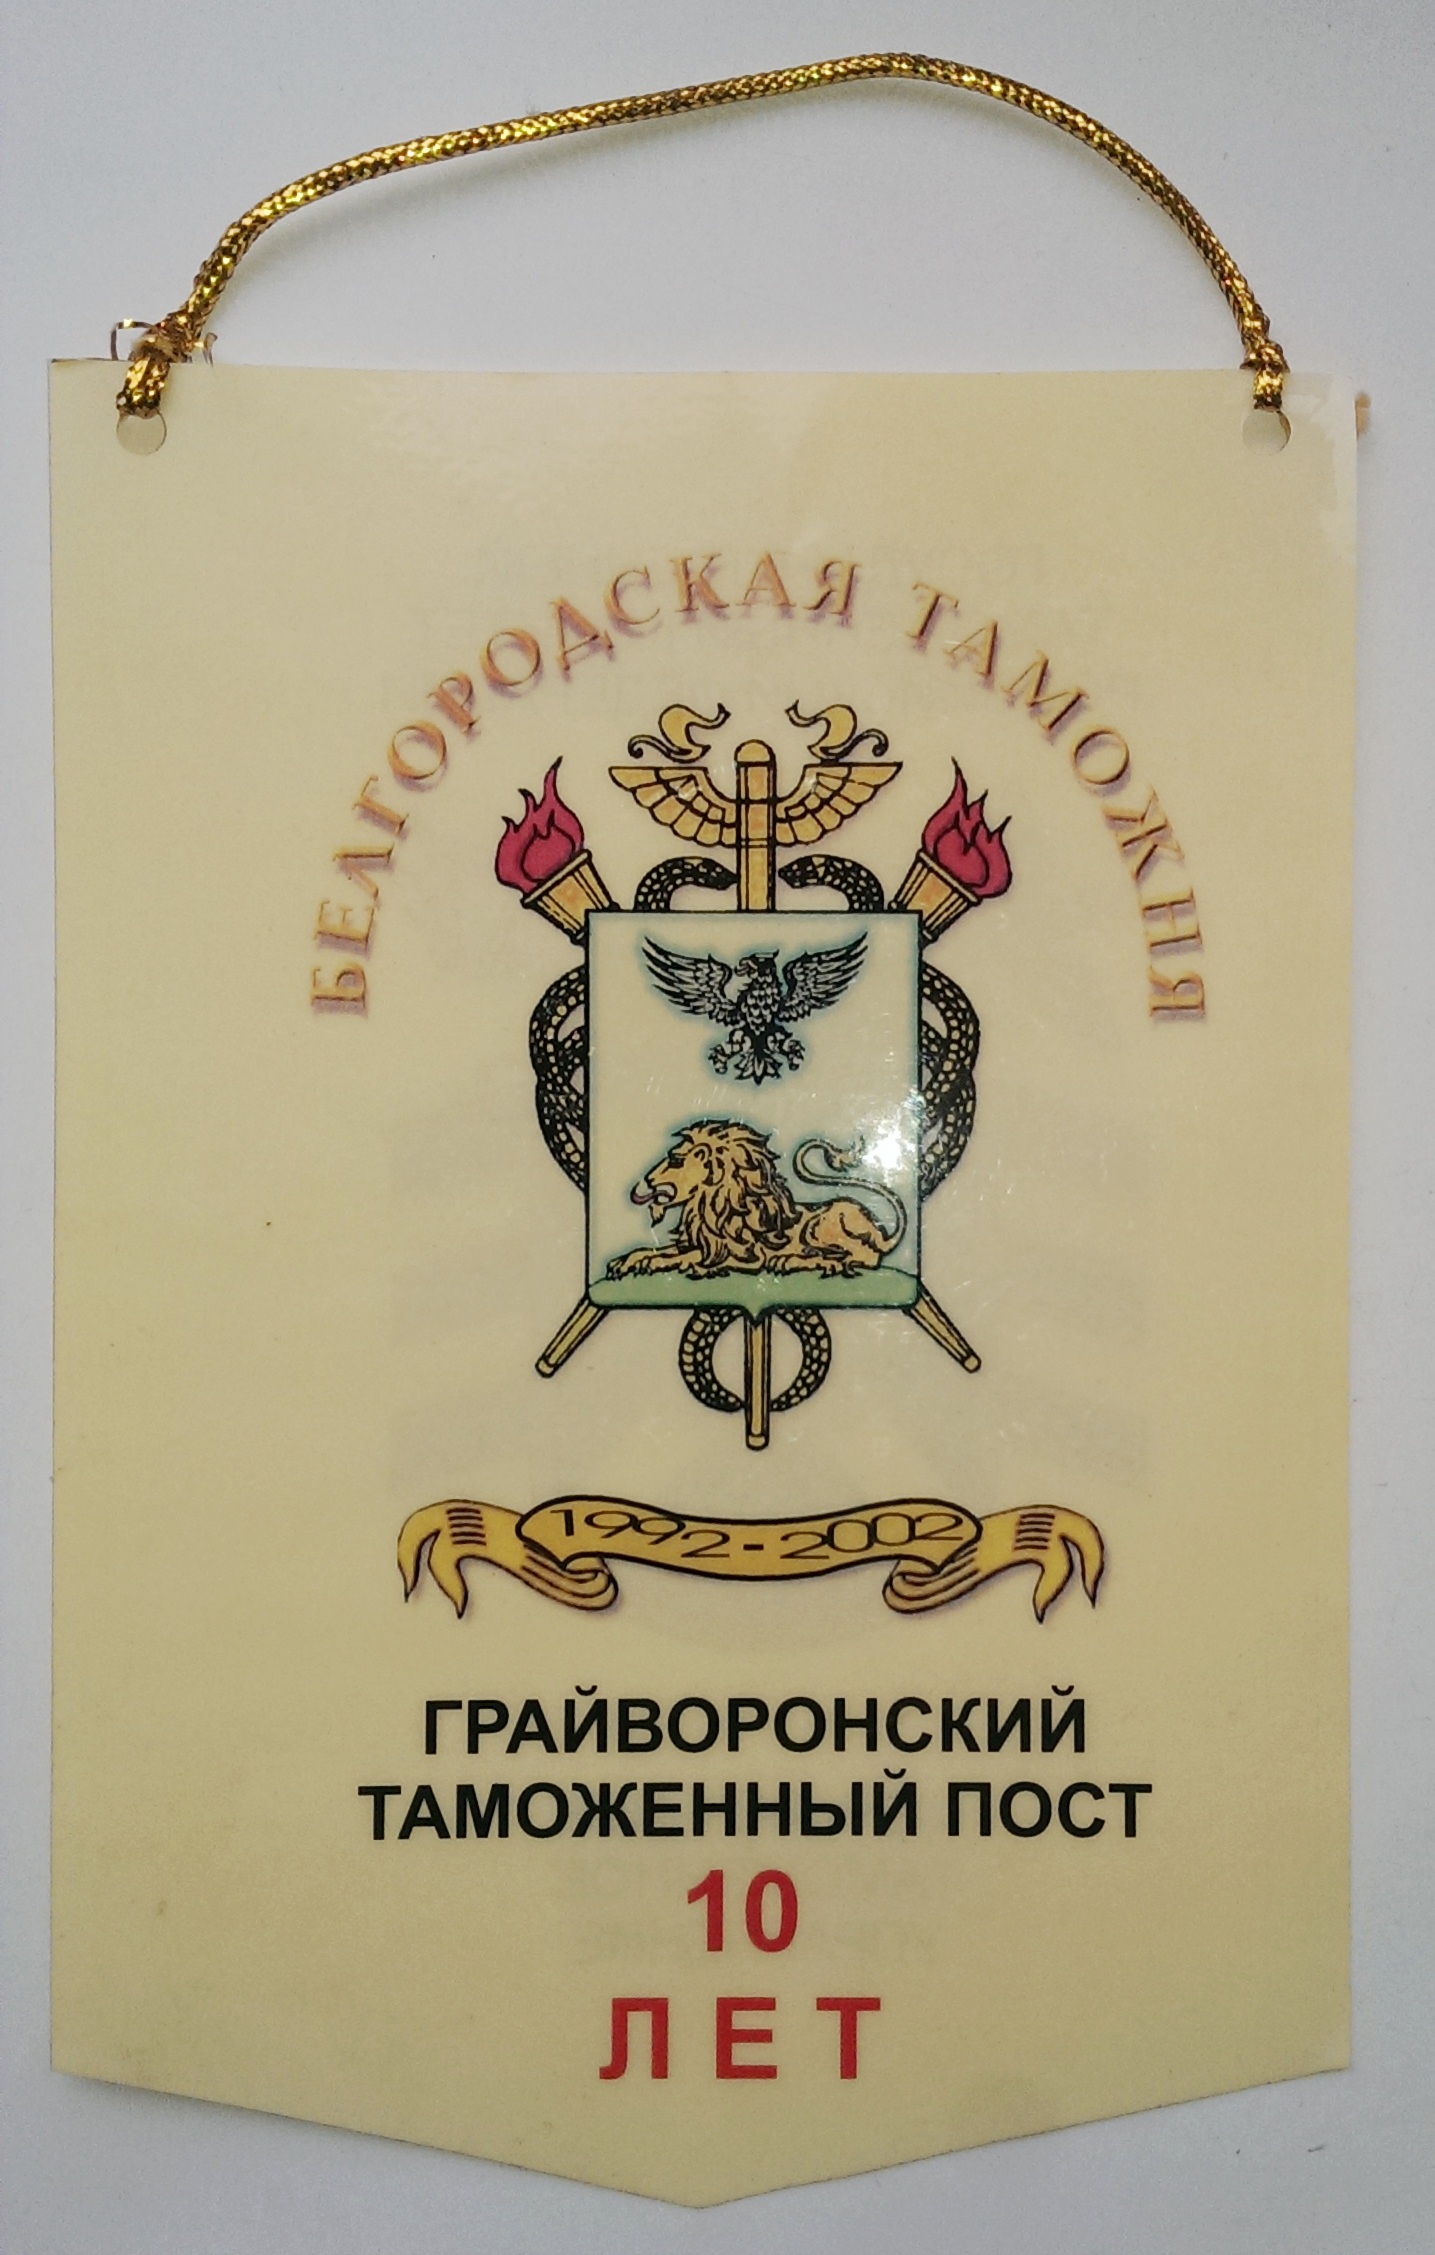 БЕЛГОРОДСКАЯ ТАМОЖНЯ
1992-2002
ГРАЙВОРОНСКИЙ
ТАМОЖЕННЫЙ ПОСТ
10
ЛЕТ